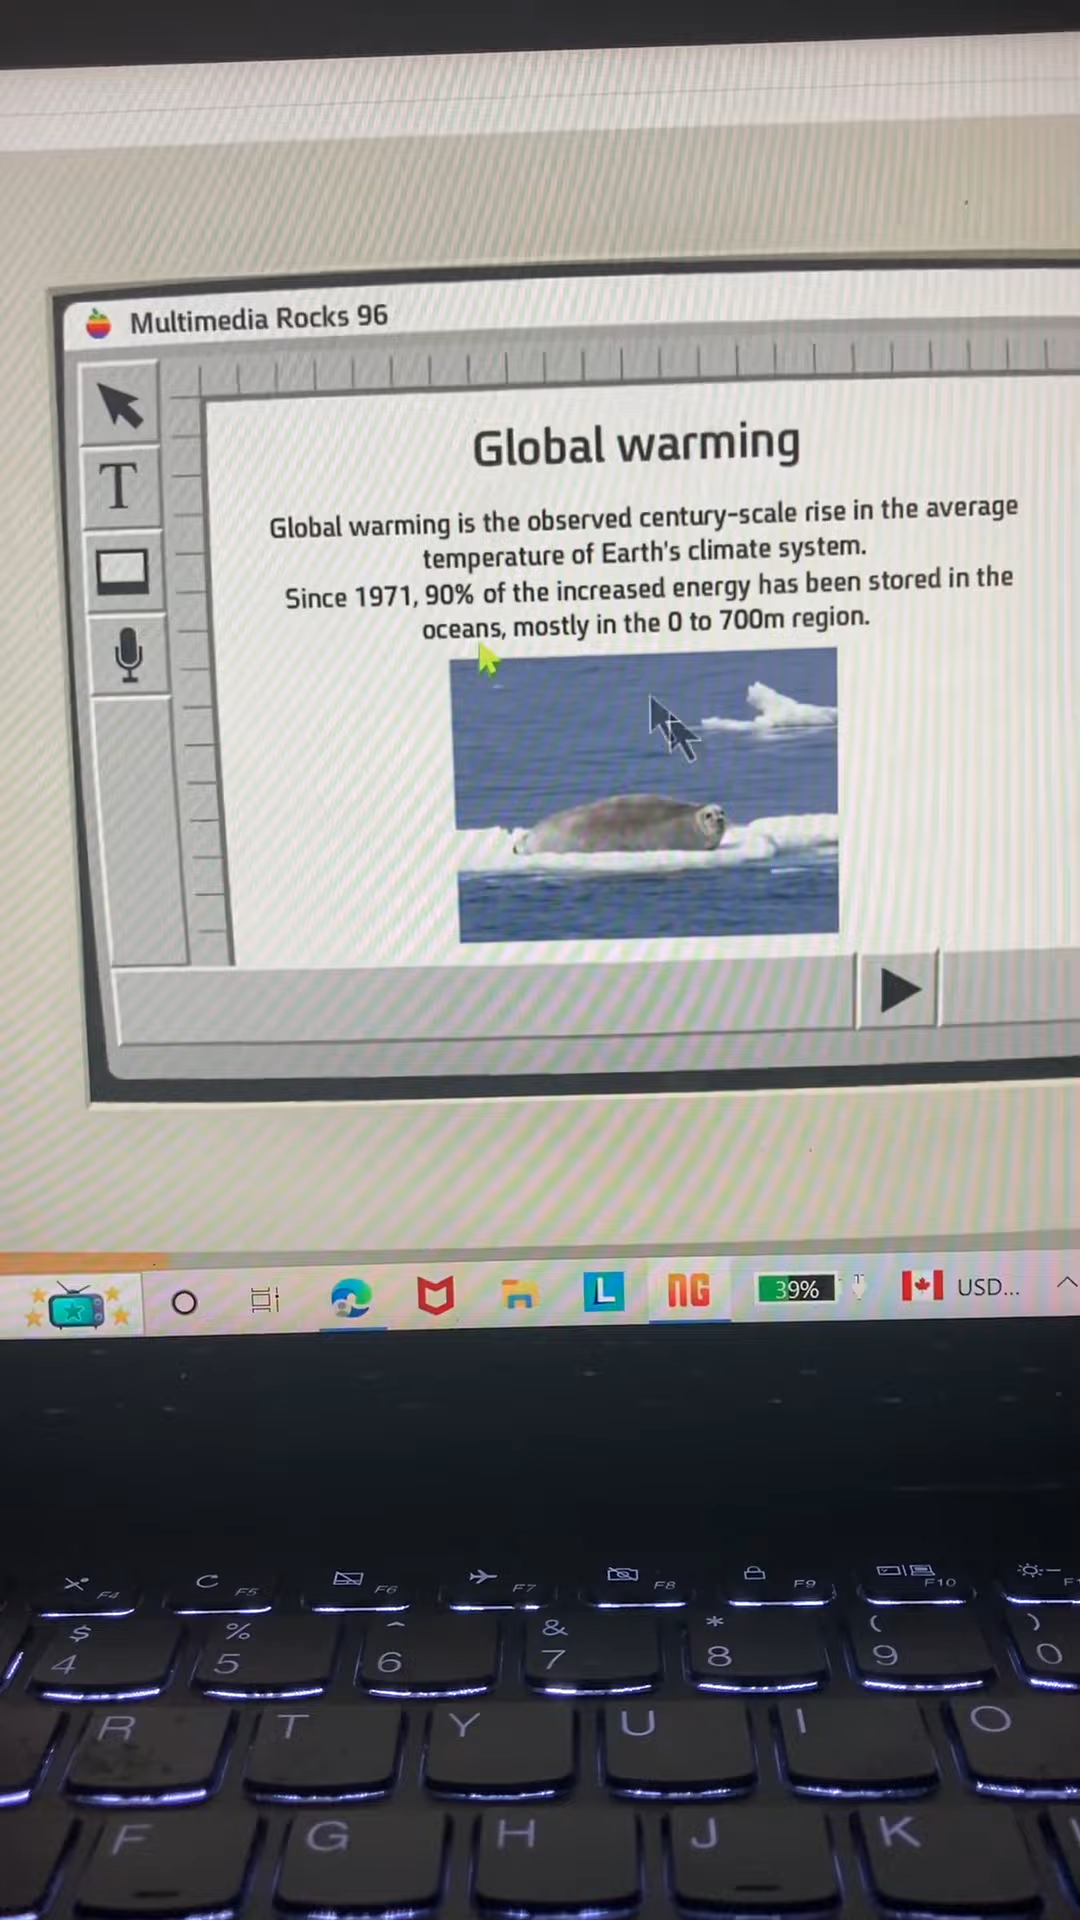 Multimedia Rocks 96
T
Global warming
Global warming is the observed century-scale rise in the average
temperature of Earth's climate system.
Since 1971, 90% of the increased energy has been stored in the
oceans, mostly in the 0 to 700m region.
L NG 39% USD...
F4 F5 F6 F7 F8 F9 F10
$ % ^ & * ( )
4 5 6 7 8 9 0
R T Y U I O
F G H J K